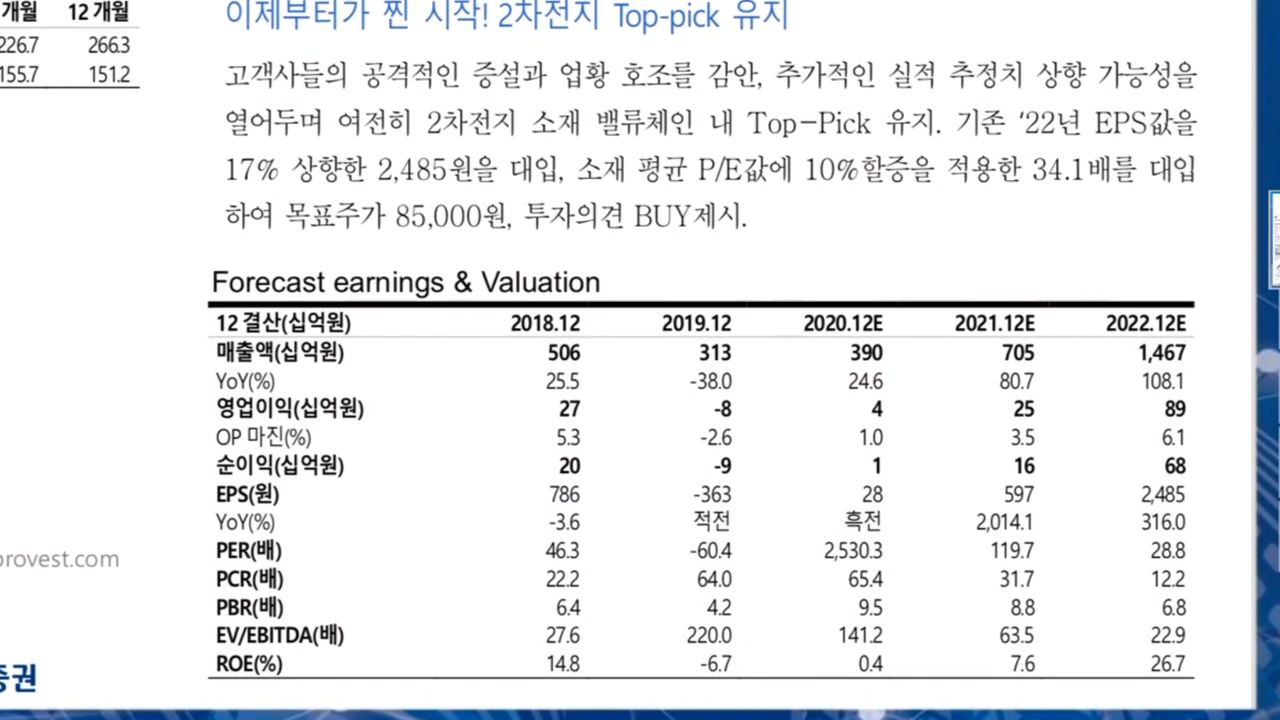 개월 12개월
226.7 266.3
155.7 151.2
이제부터가 찐 시작! 2차전지 Top-pick 유지
고객사들의 공격적인 증설과 업황 호조를 감안, 추가적인 실적 추정치 상향 가능성을
열어두며 여전히 2차전지 소재 밸류체인 내 Top-Pick 유지. 기존 '22년 EPS값을
17% 상향한 2,485원을 대입, 소재 평균 P/E값에 10%할증을 적용한 34.1배를 대입
하여 목표주가 85,000원, 투자의견 BUY제시.
Forecast earnings & Valuation
12 결산(십억원) 2018.12 2019.12 2020.12E 2021.12E 2022.12E
매출액(십억원) 506 313 390 705 1,467
YoY(%) 25.5 -38.0 24.6 80.7 108.1
영업이익(십억원) 27 -8 4 25 89
OP 마진(%) 5.3 -2.6 1.0 3.5 6.1
순이익(십억원) 20 -9 1 16 68
EPS(원) 786 -363 28 597 2,485
YoY(%) -3.6 적전 흑전 2,014.1 316.0
PER(배) 46.3 -60.4 2,530.3 119.7 28.8
PCR(배) 22.2 64.0 65.4 31.7 12.2
PBR(배) 6.4 4.2 9.5 8.8 6.8
EV/EBITDA(배) 27.6 220.0 141.2 63.5 22.9
ROE(%) 14.8 -6.7 0.4 7.6 26.7
provest.com
증권